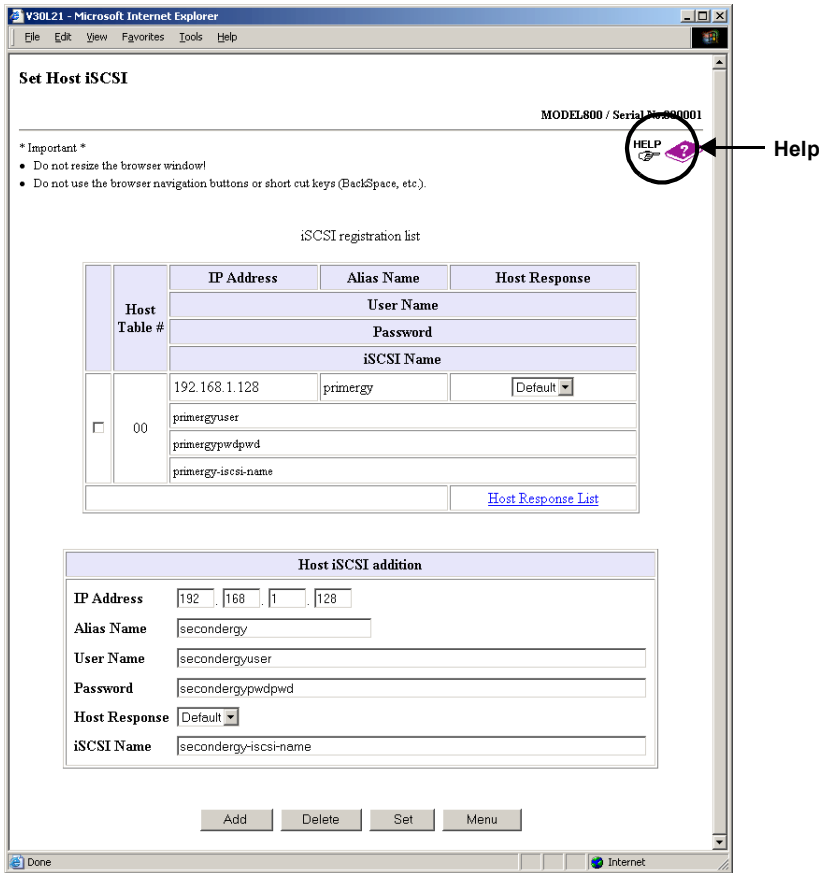 V30L21 - Microsoft Internet Explorer
File Edit View Favorites Tools Help
Set Host iSCSI
MODEL800 / Serial No.800001
* Important *
HELP
?
Help
• Do not resize the browser window!
• Do not use the browser navigation buttons or short cut keys (BackSpace, etc.).
iSCSI registration list
Host Table #
IP Address Alias Name Host Response
User Name
Password
iSCSI Name
00
192.168.1.128 primergy Default
primergyuser
primergypwdpwd
primergy-iscsi-name
Host Response List
Host iSCSI addition
IP Address 192 . 168 . 1 . 128
Alias Name secondergy
User Name secondergyuser
Password secondergypwdpwd
Host Response Default
iSCSI Name secondergy-iscsi-name
Add Delete Set Menu
Done Internet